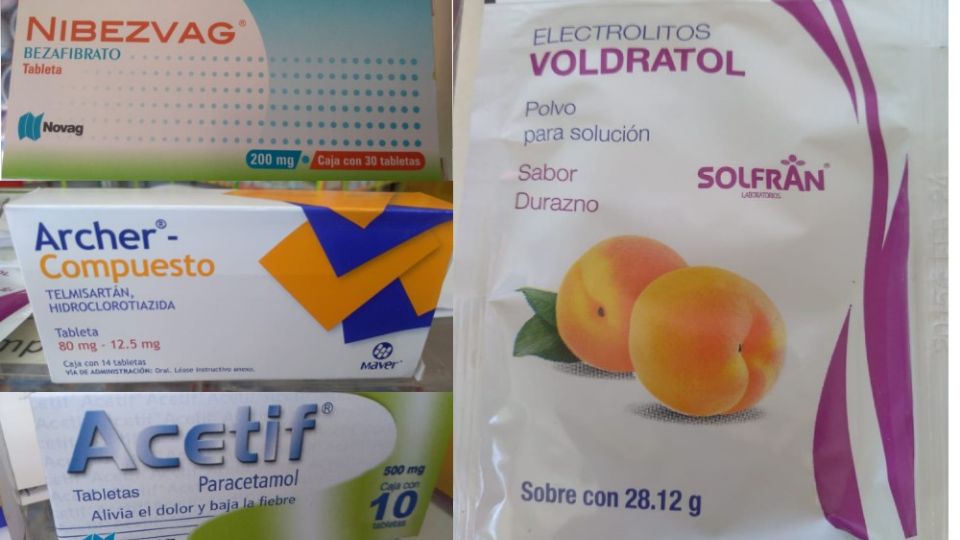 NIBEZVAG®
BEZAFIBRATO
Tableta
Novag
200 mg
Caja con 30 tabletas
Archer®-
Compuesto
TELMISARTÁN,
HIDROCLOROTIAZIDA
Tableta
80 mg - 12.5 mg
Caja con 14 tabletas
VÍA DE ADMINISTRACIÓN: Oral. Léase instructivo anexo.
Maver®
Acetif®
Paracetamol
500 mg
Tabletas
Alivia el dolor y baja la fiebre
Caja con
10
tabletas
ELECTROLITOS
VOLDRATOL
Polvo
para solución
Sabor
Durazno
SOLFRAN®
LABORATORIOS
Sobre con 28.12 g